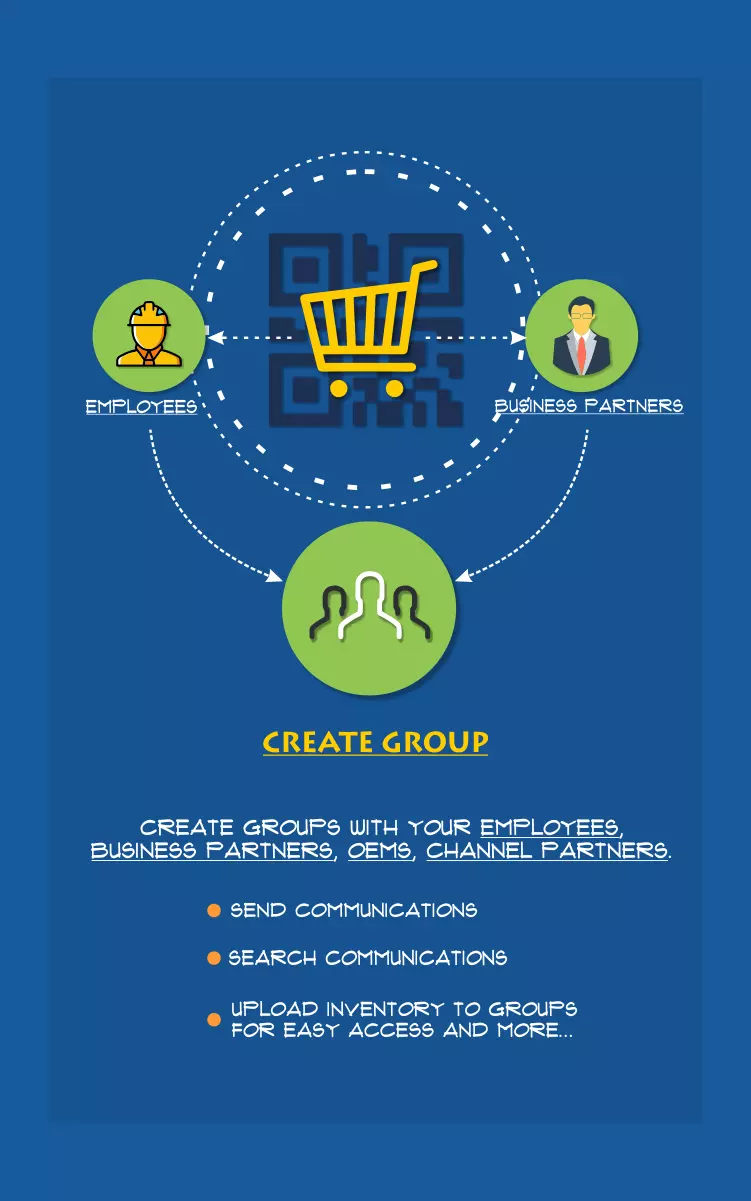 EMPLOYEES
BUSINESS PARTNERS
CREATE GROUP
CREATE GROUPS WITH YOUR EMPLOYEES,
BUSINESS PARTNERS, OEMS, CHANNEL PARTNERS.
SEND COMMUNICATIONS
SEARCH COMMUNICATIONS
UPLOAD INVENTORY TO GROUPS
FOR EASY ACCESS AND MORE...